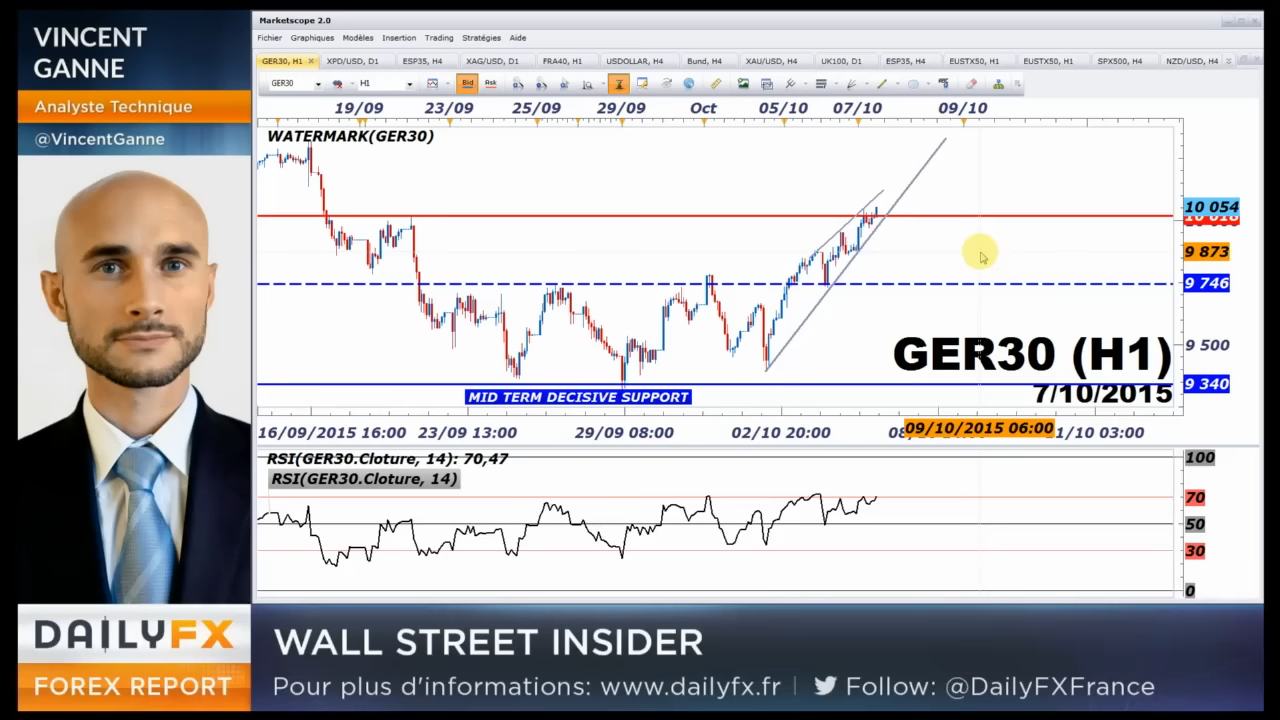 VINCENT
GANNE
Analyste Technique
@VincentGanne
DAILYFX
FOREX REPORT
Marketscope 2.0
Fichier Graphiques Modèles Insertion Trading Stratégies Aide
GER30, H1 XPD/USD, D1 ESP35, H4 XAG/USD, D1 FRA40, H1 USDOLLAR, H4 Bund, H4 XAU/USD, H4 UK100, D1 ESP35, H4 EUSTX50, H1 EUSTX50, H1 SPX500, H4 NZD/USD, H4
GER30 H1 Bid Ask
19/09 23/09 25/09 29/09 Oct 05/10 07/10 09/10
WATERMARK(GER30)
10 054
10 018
9 873
9 746
9 500
9 340
GER30 (H1)
7/10/2015
MID TERM DECISIVE SUPPORT
16/09/2015 16:00 23/09 13:00 29/09 08:00 02/10 20:00 09/10/2015 06:00 11/10 03:00
RSI(GER30.Cloture, 14): 70,47
RSI(GER30.Cloture, 14)
100
70
50
30
0
WALL STREET INSIDER
Pour plus d'informations: www.dailyfx.fr | Follow: @DailyFXFrance